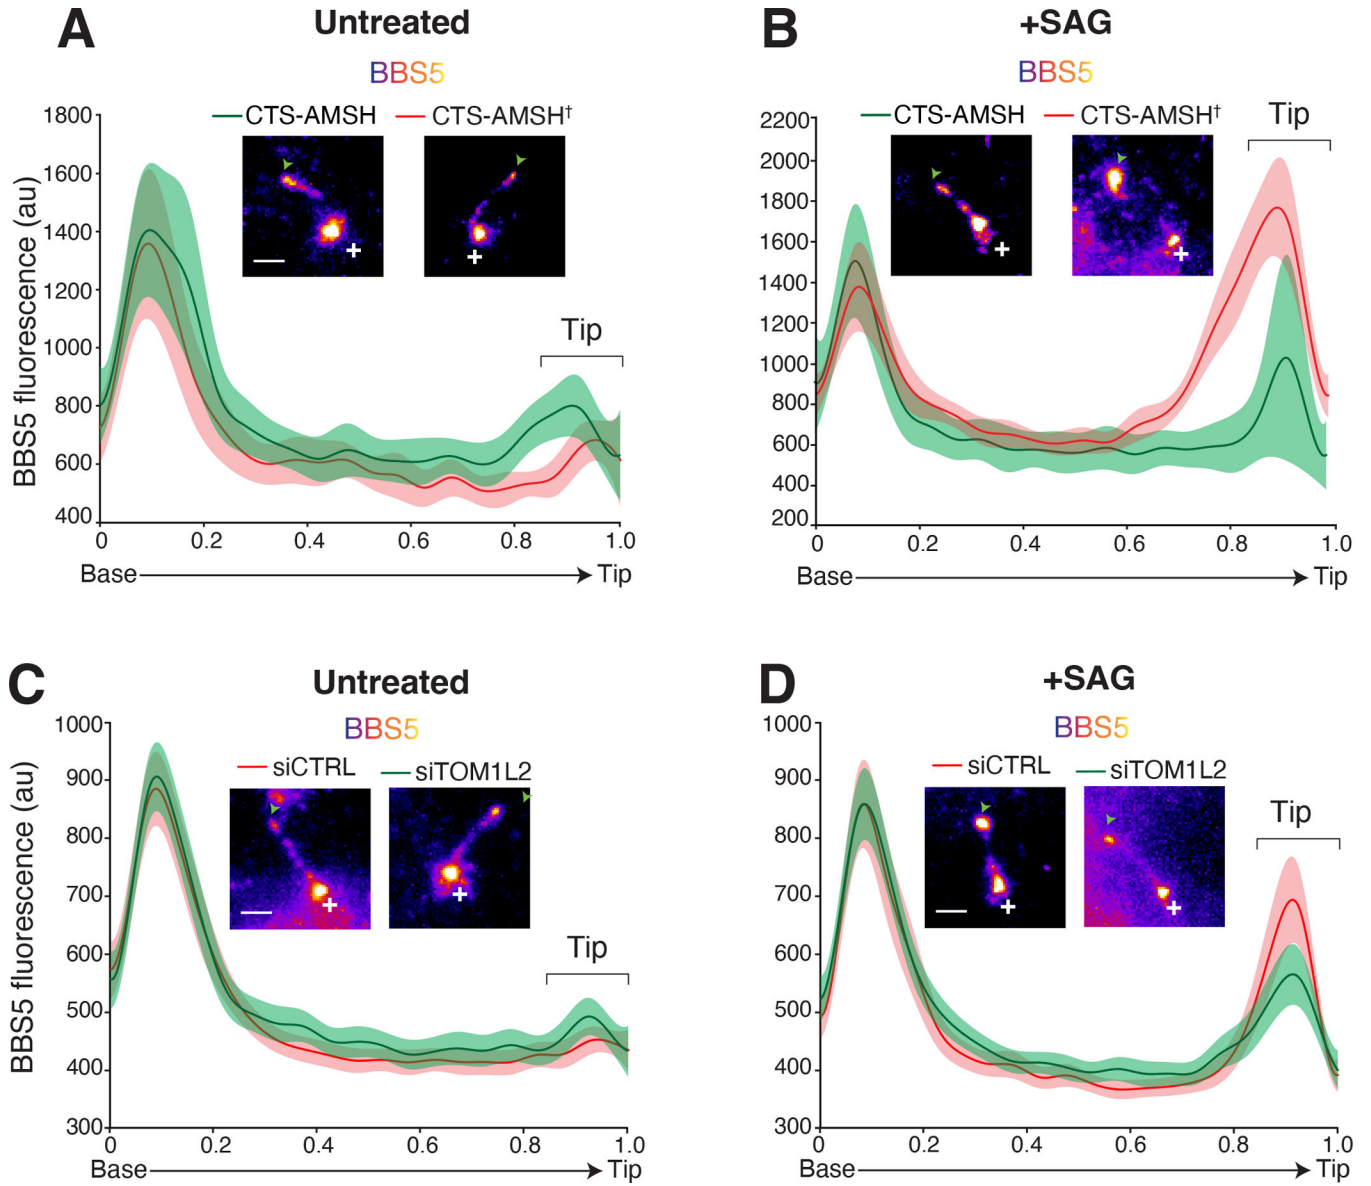 A
Untreated
BBS5
CTS-AMSH CTS-AMSH†
BBS5 fluorescence (au)
1800
1600
1400
1200
1000
800
600
400
Tip
+
+
0 0.2 0.4 0.6 0.8 1.0
Base Tip
B
+SAG
BBS5
CTS-AMSH CTS-AMSH†
Tip
2200
2000
1800
1600
1400
1200
1000
800
600
400
200
+
+
0 0.2 0.4 0.6 0.8 1.0
Base Tip
C
Untreated
BBS5
siCTRL siTOM1L2
BBS5 fluorescence (au)
1000
900
800
700
600
500
400
300
Tip
+
+
0 0.2 0.4 0.6 0.8 1.0
Base Tip
D
+SAG
BBS5
siCTRL siTOM1L2
Tip
1000
900
800
700
600
500
400
300
+
+
0 0.2 0.4 0.6 0.8 1.0
Base Tip